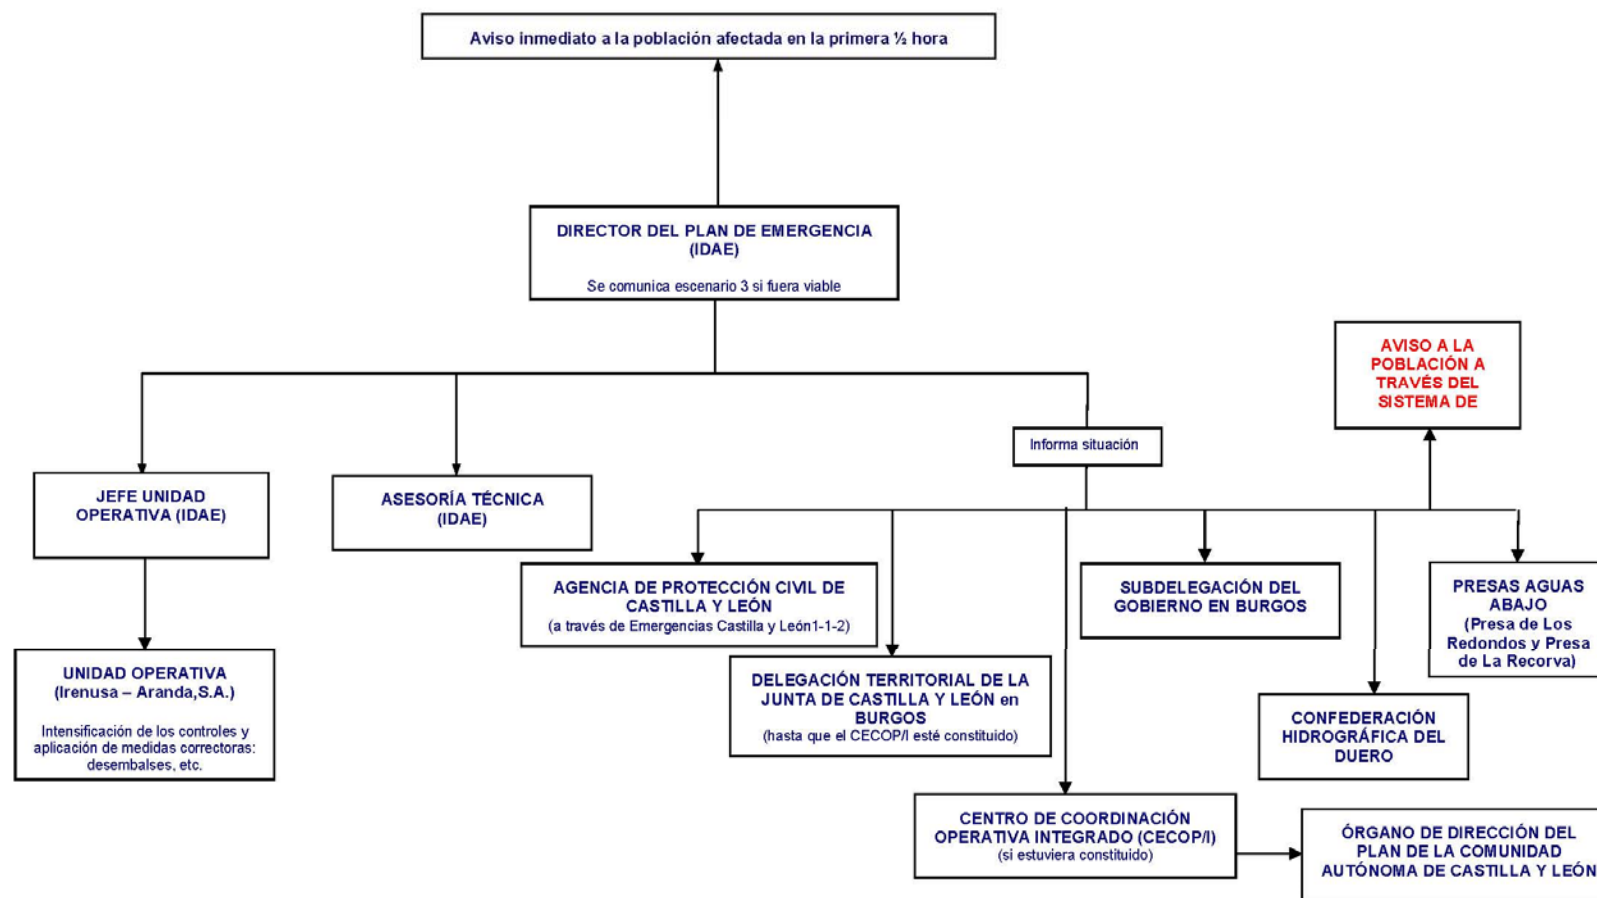 Aviso inmediato a la población afectada en la primera ½ hora
DIRECTOR DEL PLAN DE EMERGENCIA
(IDAE)
Se comunica escenario 3 si fuera viable
AVISO A LA
POBLACIÓN A
TRAVÉS DEL
SISTEMA DE
Informa situación
JEFE UNIDAD
OPERATIVA (IDAE)
ASESORÍA TÉCNICA
(IDAE)
AGENCIA DE PROTECCIÓN CIVIL DE
CASTILLA Y LEÓN
(a través de Emergencias Castilla y León1-1-2)
SUBDELEGACIÓN DEL
GOBIERNO EN BURGOS
PRESAS AGUAS
ABAJO
(Presa de Los
Redondos y Presa
de La Recorva)
UNIDAD OPERATIVA
(Irenusa – Aranda,S.A.)
Intensificación de los controles y
aplicación de medidas correctoras:
desembalses, etc.
DELEGACIÓN TERRITORIAL DE LA
JUNTA DE CASTILLA Y LEÓN en
BURGOS
(hasta que el CECOP/I esté constituido)
CONFEDERACIÓN
HIDROGRÁFICA DEL
DUERO
CENTRO DE COORDINACIÓN
OPERATIVA INTEGRADO (CECOP/I)
(si estuviera constituido)
ÓRGANO DE DIRECCIÓN DEL
PLAN DE LA COMUNIDAD
AUTÓNOMA DE CASTILLA Y LEÓN